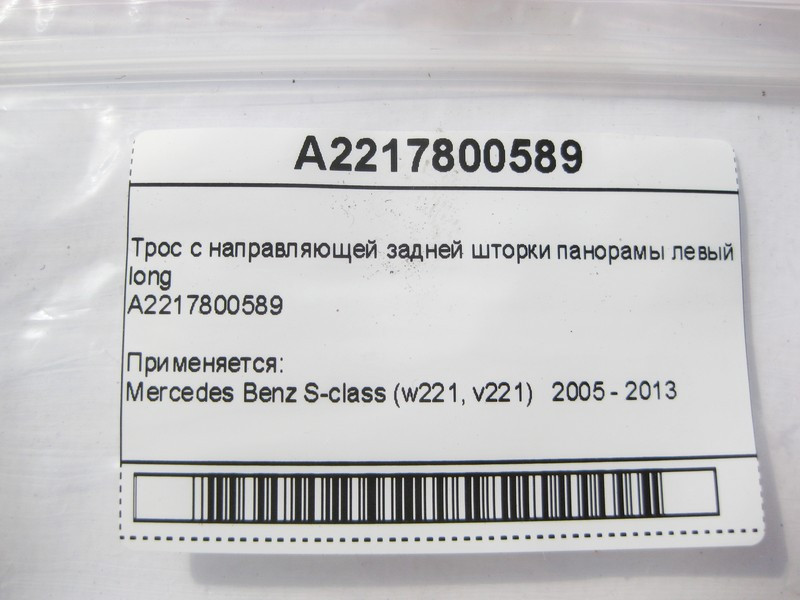 A2217800589
Трос с направляющей задней шторки панорамы левый
long
A2217800589
Применяется:
Mercedes Benz S-class (w221, v221) 2005 - 2013